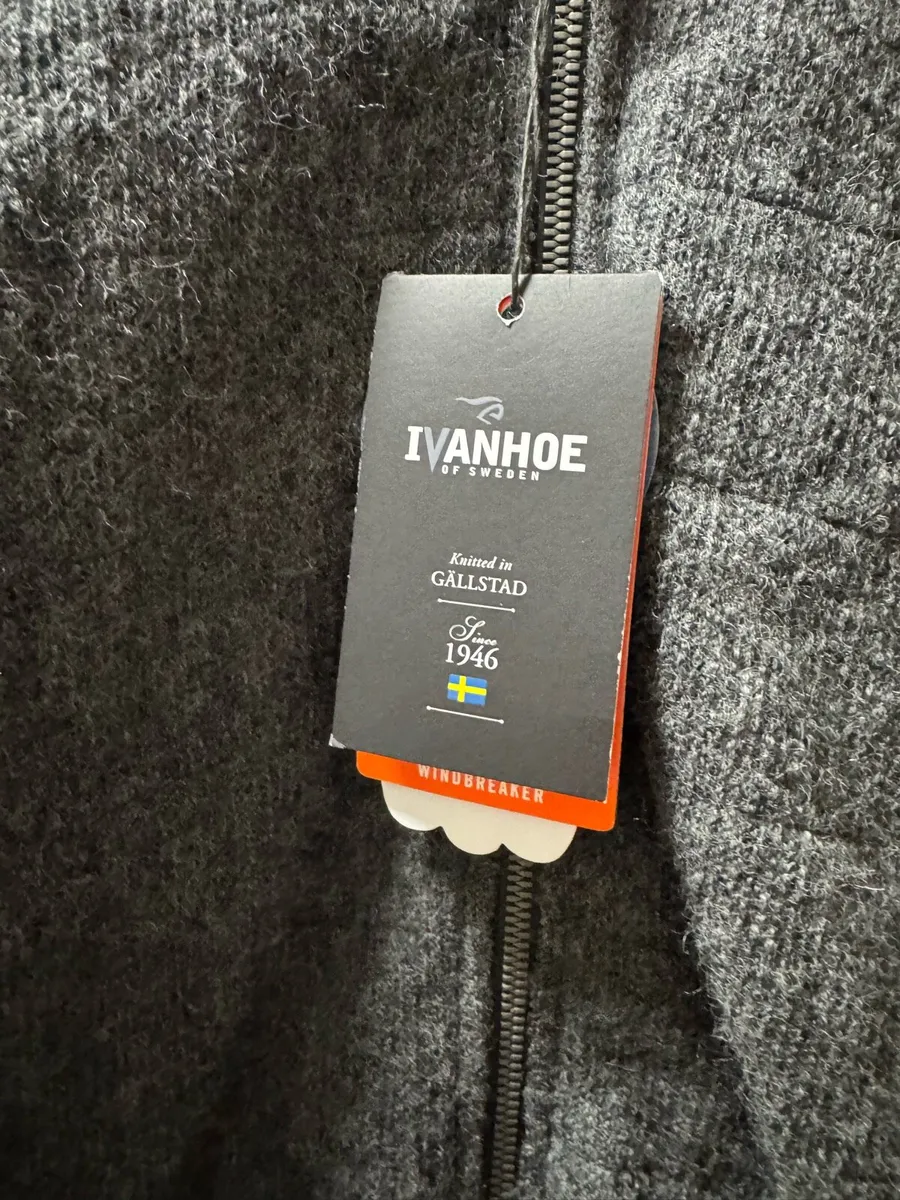 IVANHOE
OF SWEDEN
Knitted in
GÄLLSTAD
Since
1946
WINDBREAKER